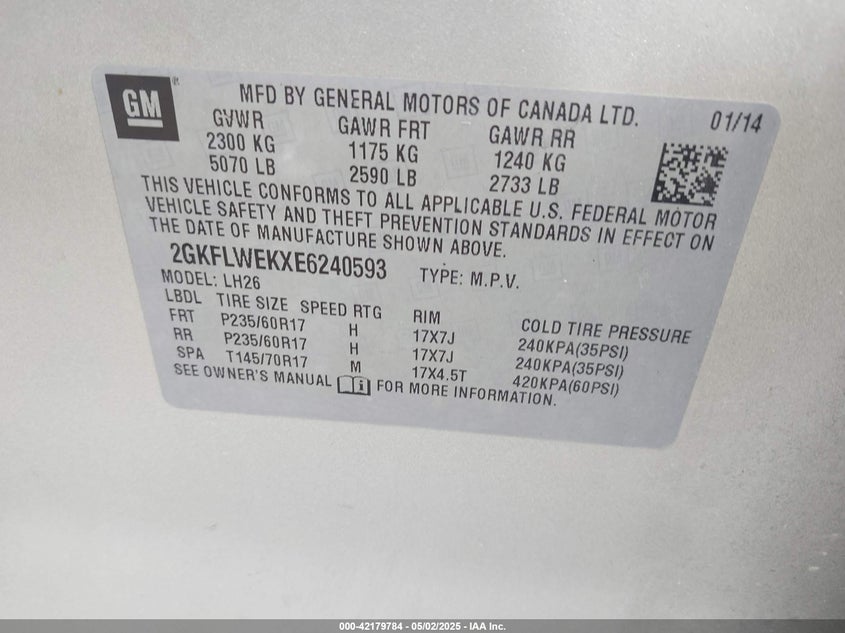 GM ®
MFD BY GENERAL MOTORS OF CANADA LTD. 01/14
GVWR GAWR FRT GAWR RR
2300 KG 1175 KG 1240 KG
5070 LB 2590 LB 2733 LB
THIS VEHICLE CONFORMS TO ALL APPLICABLE U.S. FEDERAL MOTOR
VEHICLE SAFETY AND THEFT PREVENTION STANDARDS IN EFFECT ON
THE DATE OF MANUFACTURE SHOWN ABOVE.
2GKFLWEKXE6240593 TYPE: M.P.V.
MODEL: LH26
LBDL TIRE SIZE SPEED RTG RIM COLD TIRE PRESSURE
FRT P235/60R17 H 17X7J 240KPA(35PSI)
RR P235/60R17 H 17X7J 240KPA(35PSI)
SPA T145/70R17 M 17X4.5T 420KPA(60PSI)
SEE OWNER'S MANUAL i FOR MORE INFORMATION.
000-42179784 - 05/02/2025 - IAA Inc.